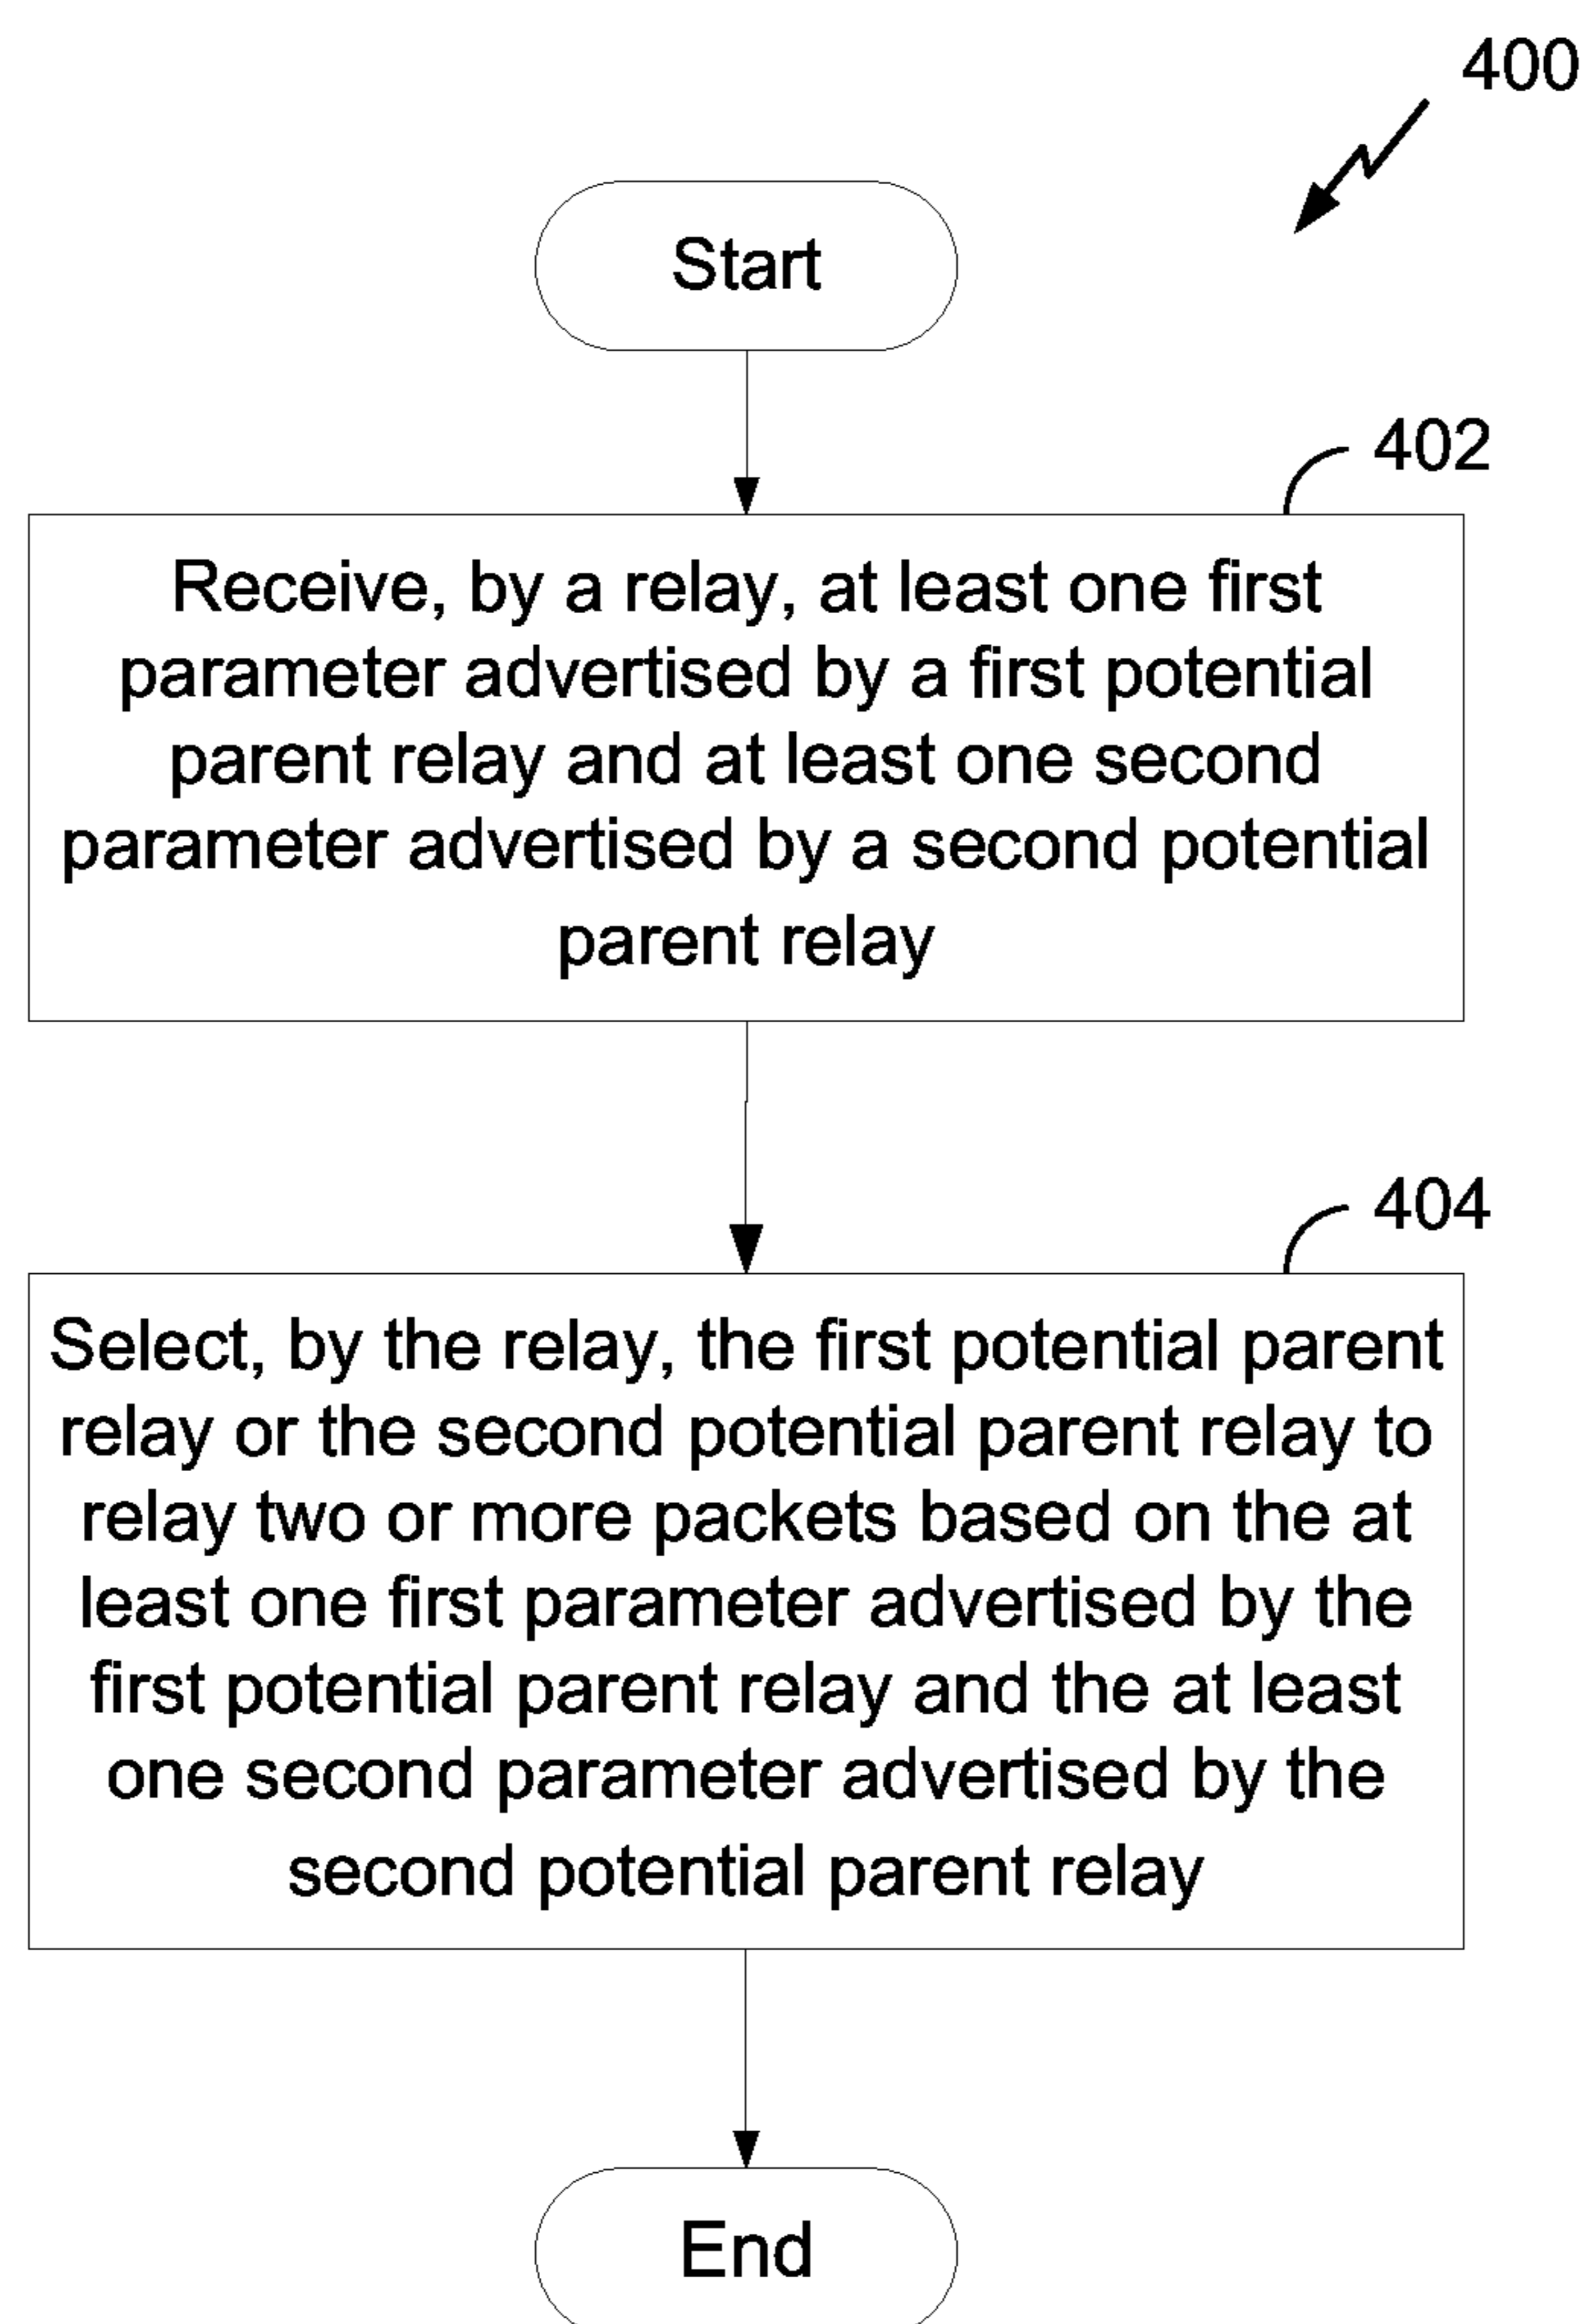 400
Start
402
Receive, by a relay, at least one first
parameter advertised by a first potential
parent relay and at least one second
parameter advertised by a second potential
parent relay
404
Select, by the relay, the first potential parent
relay or the second potential parent relay to
relay two or more packets based on the at
least one first parameter advertised by the
first potential parent relay and the at least
one second parameter advertised by the
second potential parent relay
End